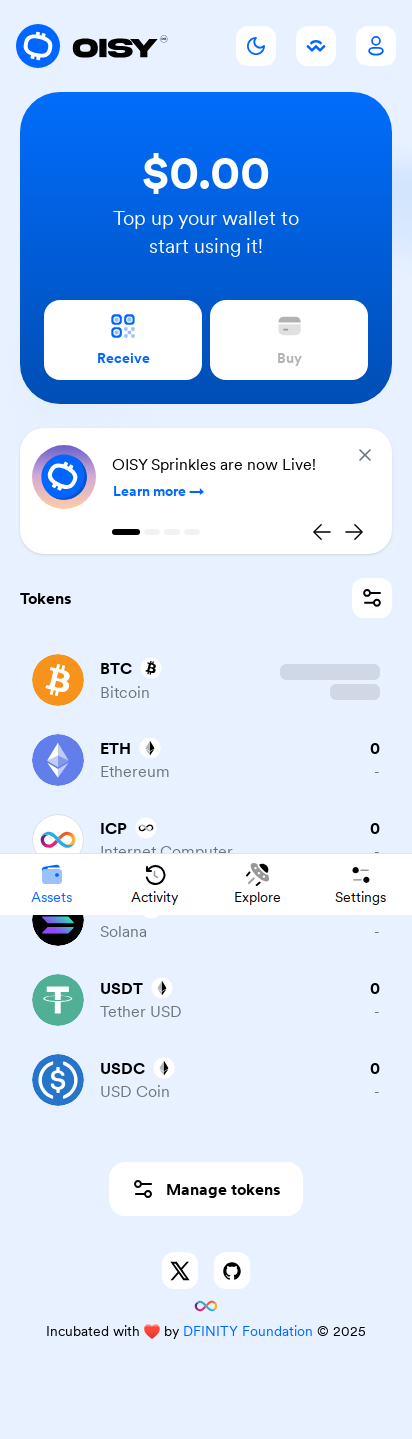 OISY
$0.00
Top up your wallet to
start using it!
Receive
Buy
OISY Sprinkles are now Live!
Learn more
Tokens
BTC
Bitcoin
ETH
0
Ethereum
-
ICP
0
Internet Computer
-
Assets
Activity
Explore
Settings
Solana
-
USDT
0
Tether USD
-
USDC
0
USD Coin
-
Manage tokens
Incubated with ❤️ by DFINITY Foundation © 2025